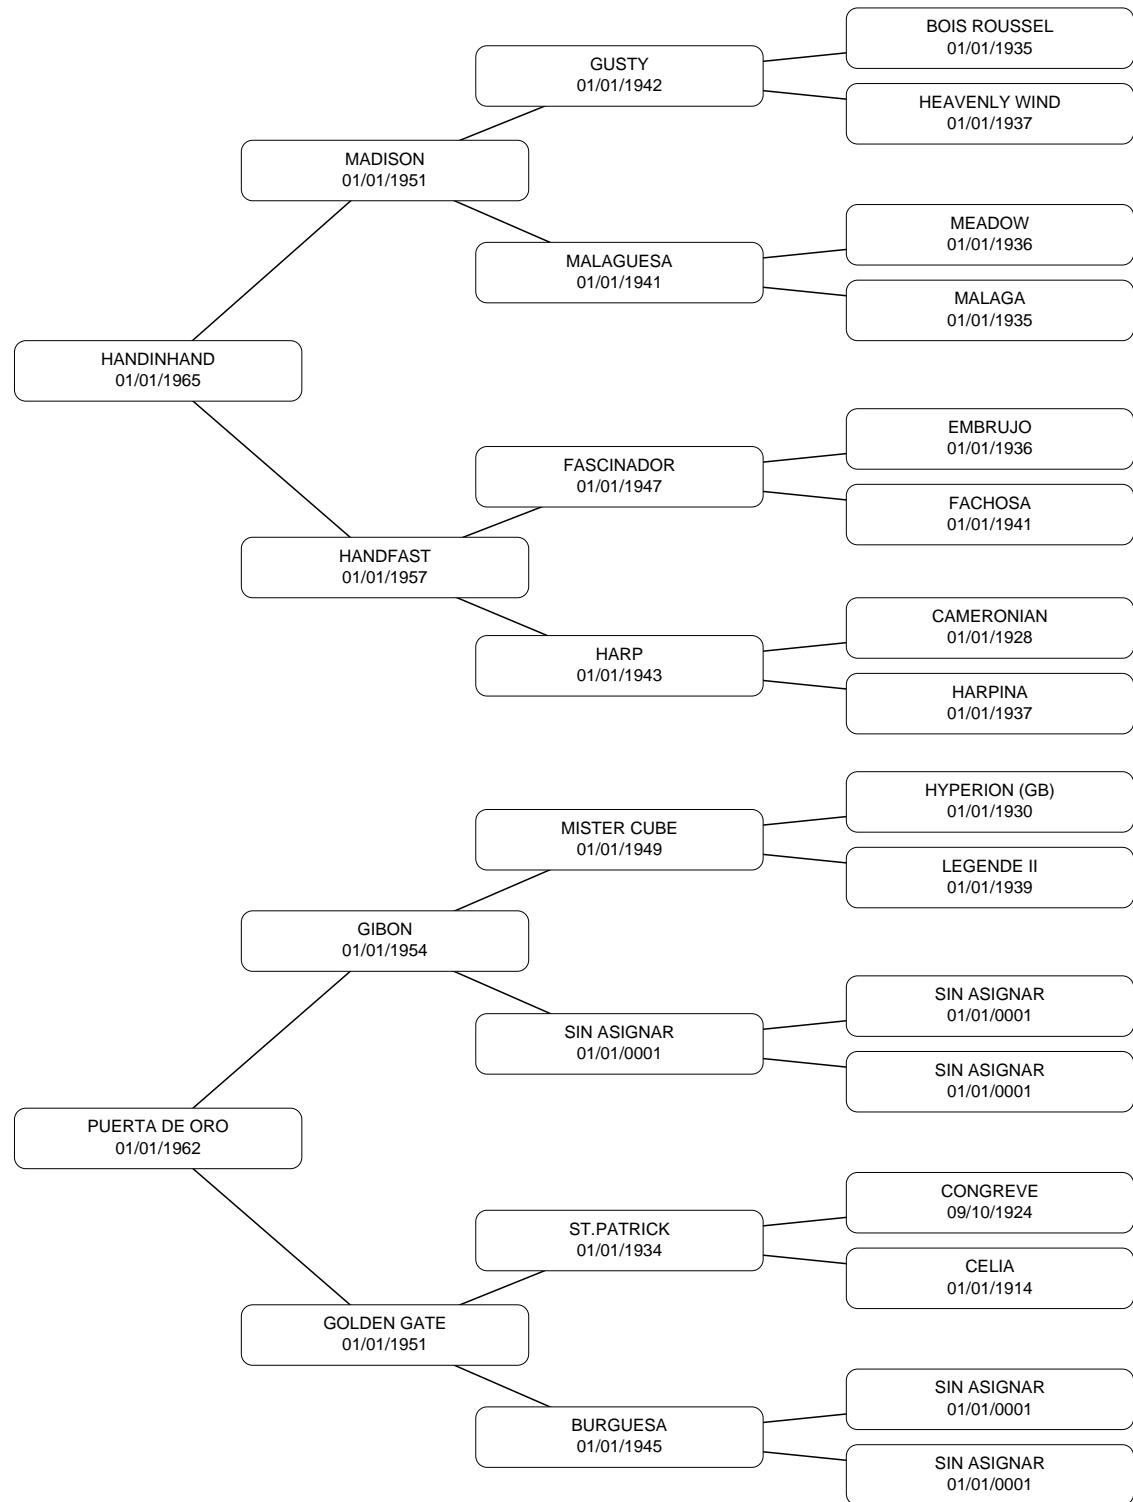 BOIS ROUSSEL
01/01/1935
GUSTY
01/01/1942
HEAVENLY WIND
01/01/1937
MADISON
01/01/1951
MEADOW
01/01/1936
MALAGUESA
01/01/1941
MALAGA
01/01/1935
HANDINHAND
01/01/1965
EMBRUJO
01/01/1936
FASCINADOR
01/01/1947
FACHOSA
01/01/1941
HANDFAST
01/01/1957
CAMERONIAN
01/01/1928
HARP
01/01/1943
HARPINA
01/01/1937
HYPERION (GB)
01/01/1930
MISTER CUBE
01/01/1949
LEGENDE II
01/01/1939
GIBON
01/01/1954
SIN ASIGNAR
01/01/0001
SIN ASIGNAR
01/01/0001
SIN ASIGNAR
01/01/0001
PUERTA DE ORO
01/01/1962
CONGREVE
09/10/1924
ST.PATRICK
01/01/1934
CELIA
01/01/1914
GOLDEN GATE
01/01/1951
SIN ASIGNAR
01/01/0001
BURGUESA
01/01/1945
SIN ASIGNAR
01/01/0001